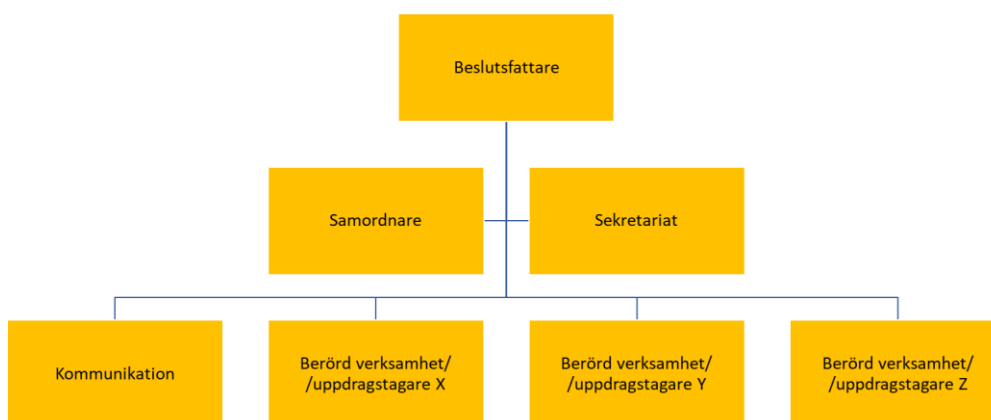 Beslutsfattare
Samordnare
Sekretariat
Kommunikation
Berörd verksamhet/
/uppdragstagare X
Berörd verksamhet/
/uppdragstagare Y
Berörd verksamhet/
/uppdragstagare Z